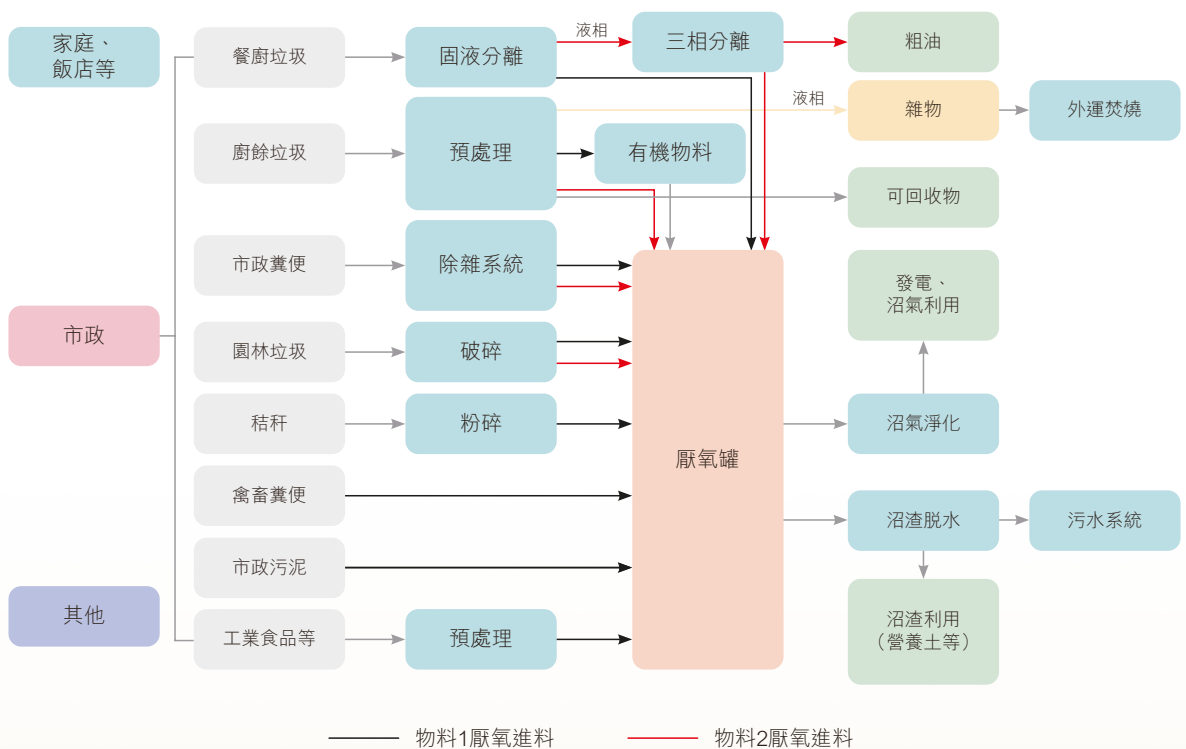 家庭、
飯店等
餐廚垃圾
固液分離
液相
三相分離
粗油
廚餘垃圾
預處理
液相
雜物
外運焚燒
有機物料
可回收物
市政糞便
除雜系統
發電、
沼氣利用
市政
園林垃圾
破碎
秸稈
粉碎
厭氧罐
沼氣淨化
禽畜糞便
沼渣脱水
污水系統
市政污泥
其他
工業食品等
預處理
沼渣利用
（營養土等）
物料1厭氧進料
物料2厭氧進料